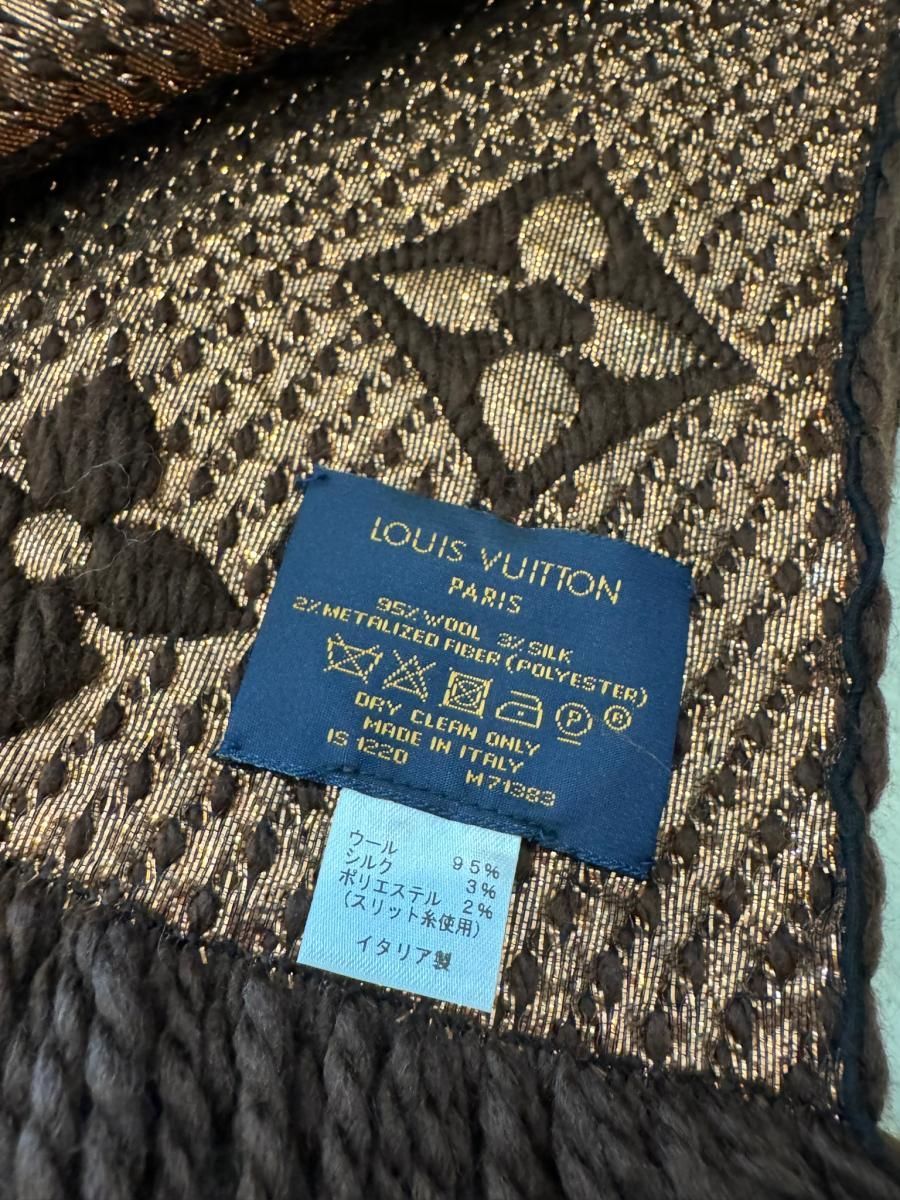 LOUIS VUITTON
PARIS
95% WOOL 3% SILK
2% METALIZED FIBER (POLYESTER)
P
DRY CLEAN ONLY
MADE IN ITALY
IS 1220 M71383
ウール 95%
シルク 3%
ポリエステル 2%
(スリット糸使用)
イタリア製